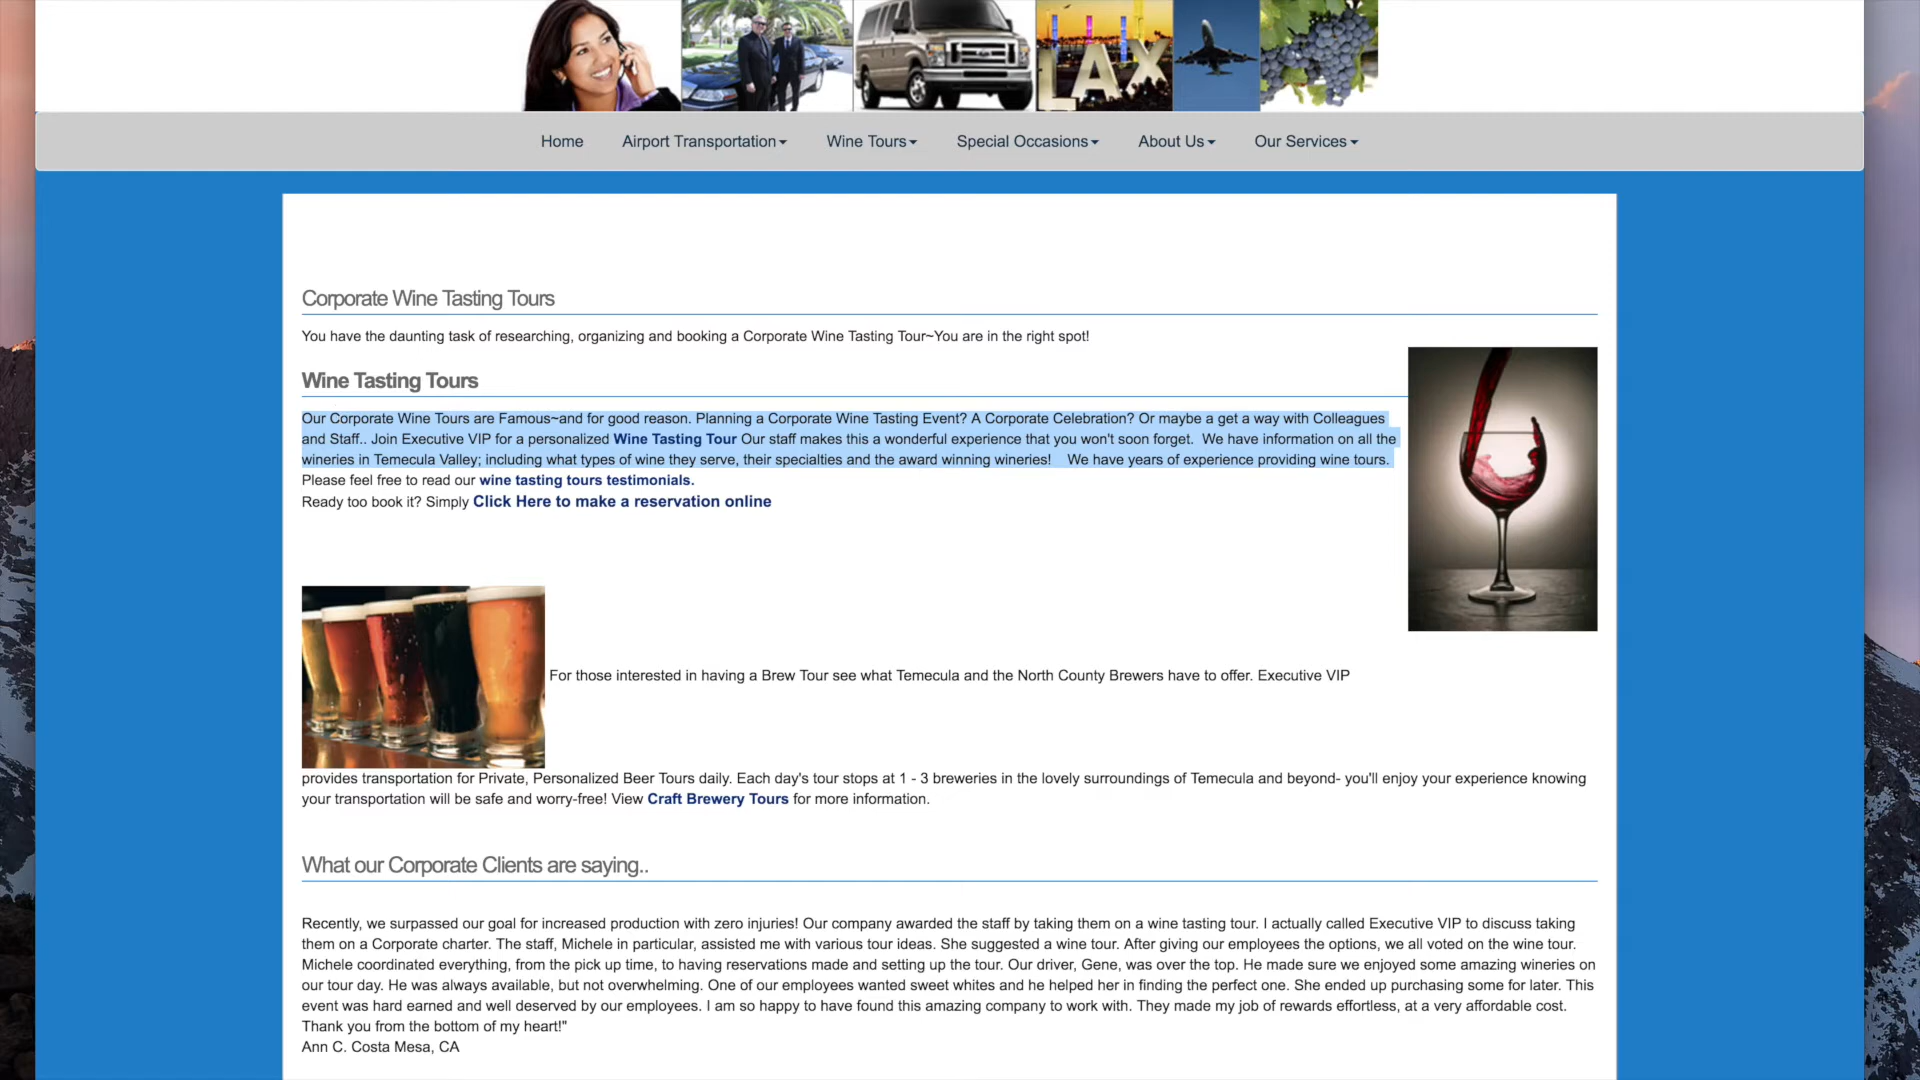 LAX
Home
Airport Transportation
Wine Tours
Special Occasions
About Us
Our Services
Corporate Wine Tasting Tours
You have the daunting task of researching, organizing and booking a Corporate Wine Tasting Tour~You are in the right spot!
Wine Tasting Tours
Our Corporate Wine Tours are Famous~and for good reason. Planning a Corporate Wine Tasting Event? A Corporate Celebration? Or maybe a get a way with Colleagues
and Staff.. Join Executive VIP for a personalized Wine Tasting Tour Our staff makes this a wonderful experience that you won't soon forget. We have information on all the
wineries in Temecula Valley; including what types of wine they serve, their specialties and the award winning wineries! We have years of experience providing wine tours.
Please feel free to read our wine tasting tours testimonials.
Ready too book it? Simply Click Here to make a reservation online
For those interested in having a Brew Tour see what Temecula and the North County Brewers have to offer. Executive VIP
provides transportation for Private, Personalized Beer Tours daily. Each day's tour stops at 1 - 3 breweries in the lovely surroundings of Temecula and beyond- you'll enjoy your experience knowing
your transportation will be safe and worry-free! View Craft Brewery Tours for more information.
What our Corporate Clients are saying..
Recently, we surpassed our goal for increased production with zero injuries! Our company awarded the staff by taking them on a wine tasting tour. I actually called Executive VIP to discuss taking
them on a Corporate charter. The staff, Michele in particular, assisted me with various tour ideas. She suggested a wine tour. After giving our employees the options, we all voted on the wine tour.
Michele coordinated everything, from the pick up time, to having reservations made and setting up the tour. Our driver, Gene, was over the top. He made sure we enjoyed some amazing wineries on
our tour day. He was always available, but not overwhelming. One of our employees wanted sweet whites and he helped her in finding the perfect one. She ended up purchasing some for later. This
event was hard earned and well deserved by our employees. I am so happy to have found this amazing company to work with. They made my job of rewards effortless, at a very affordable cost.
Thank you from the bottom of my heart!"
Ann C. Costa Mesa, CA